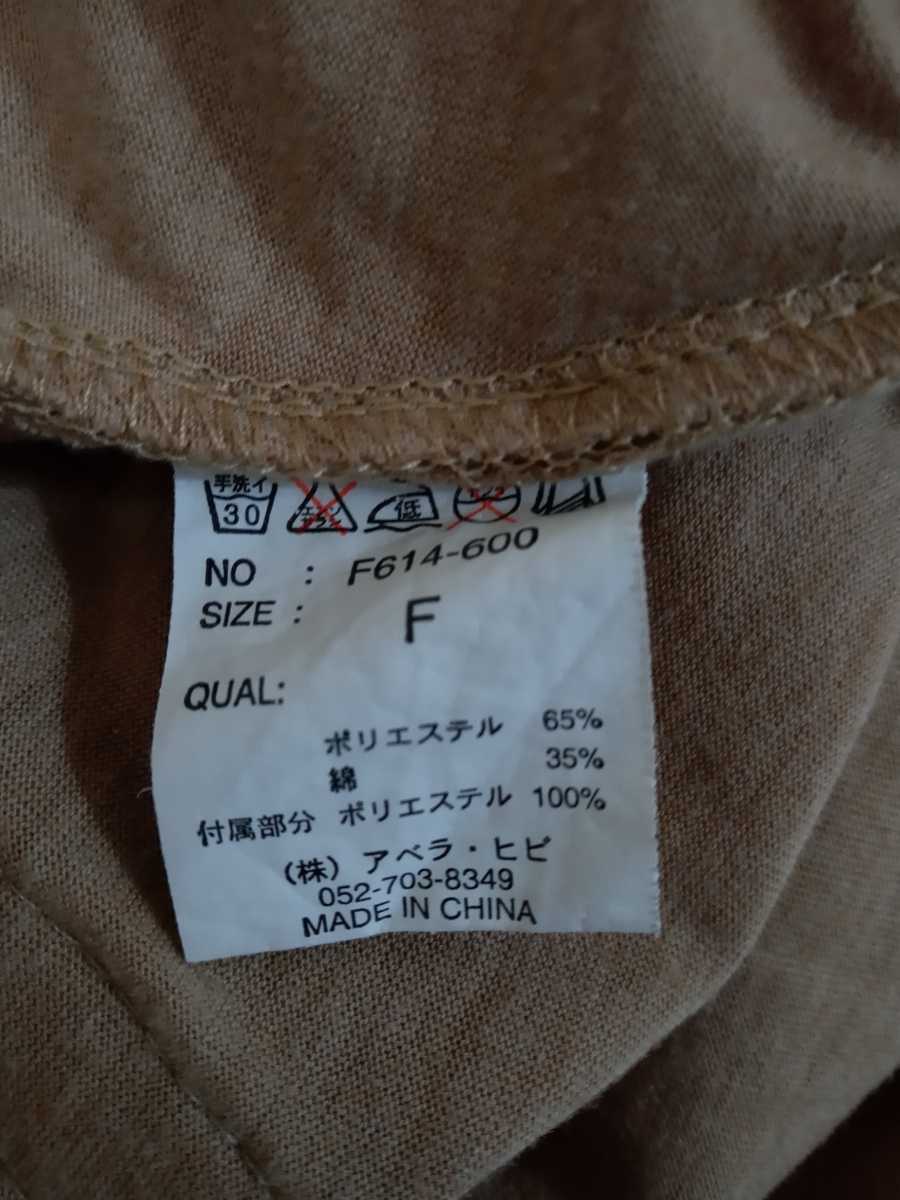 手洗イ 30 低
NO : F614-600
SIZE : F
QUAL:
ポリエステル 65%
綿 35%
付属部分 ポリエステル 100%
(株) アベラ・ヒビ
052-703-8349
MADE IN CHINA